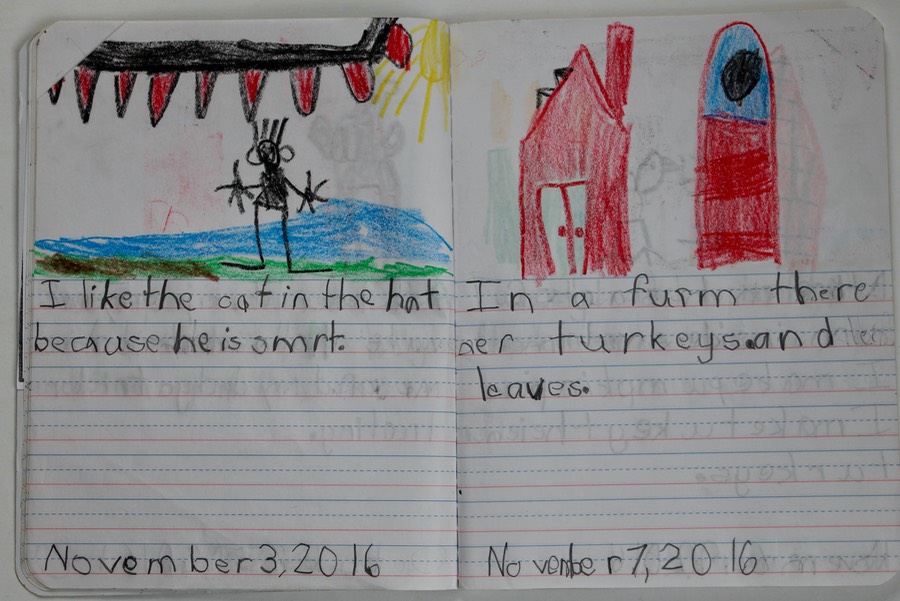 I like the cat in the hat
because he is smrt.
November 3, 2016
In a furm there
aer turkeys.and
leaves.
November 7, 2016